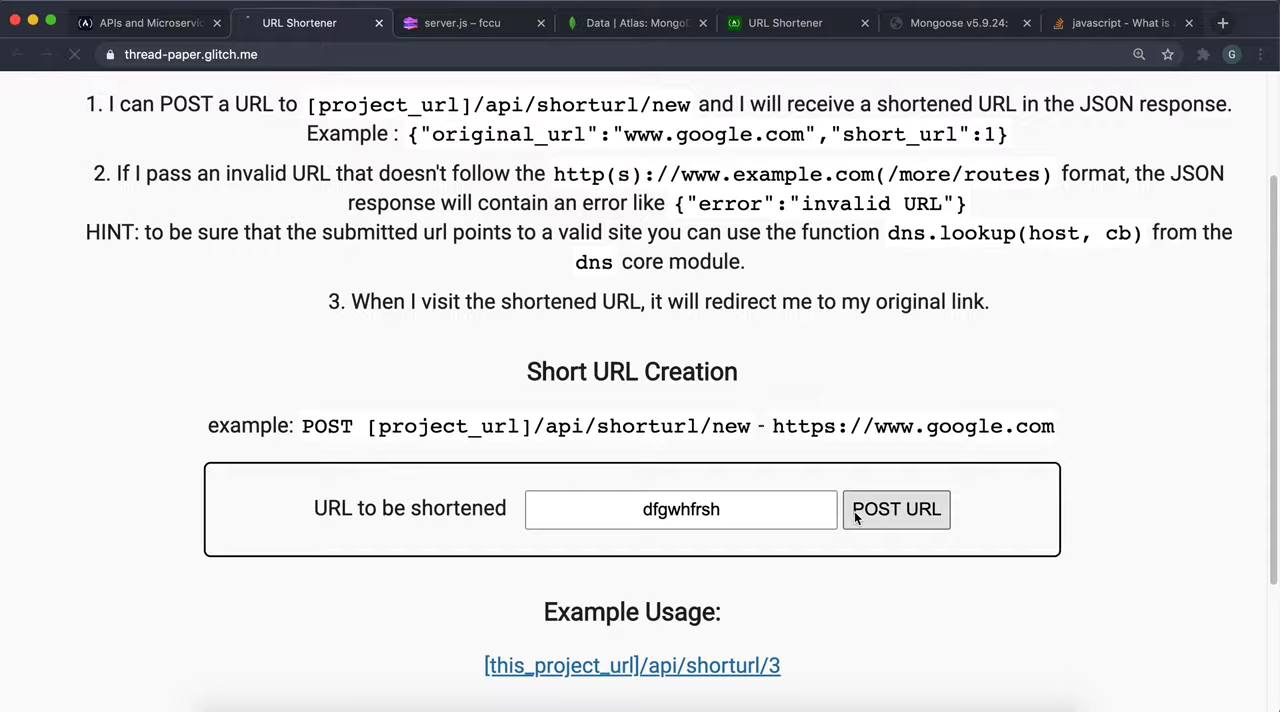 APIs and Microservic
URL Shortener
server.js – fccu
Data | Atlas: MongoD
URL Shortener
Mongoose v5.9.24:
javascript - What is
thread-paper.glitch.me
G
1. I can POST a URL to [project_url]/api/shorturl/new and I will receive a shortened URL in the JSON response.
Example : {"original_url":"www.google.com","short_url":1}
2. If I pass an invalid URL that doesn't follow the http(s)://www.example.com(/more/routes) format, the JSON
response will contain an error like {"error":"invalid URL"}
HINT: to be sure that the submitted url points to a valid site you can use the function dns.lookup(host, cb) from the
dns core module.
3. When I visit the shortened URL, it will redirect me to my original link.
Short URL Creation
example: POST [project_url]/api/shorturl/new - https://www.google.com
URL to be shortened dfgwhfrsh POST URL
Example Usage:
[this_project_url]/api/shorturl/3